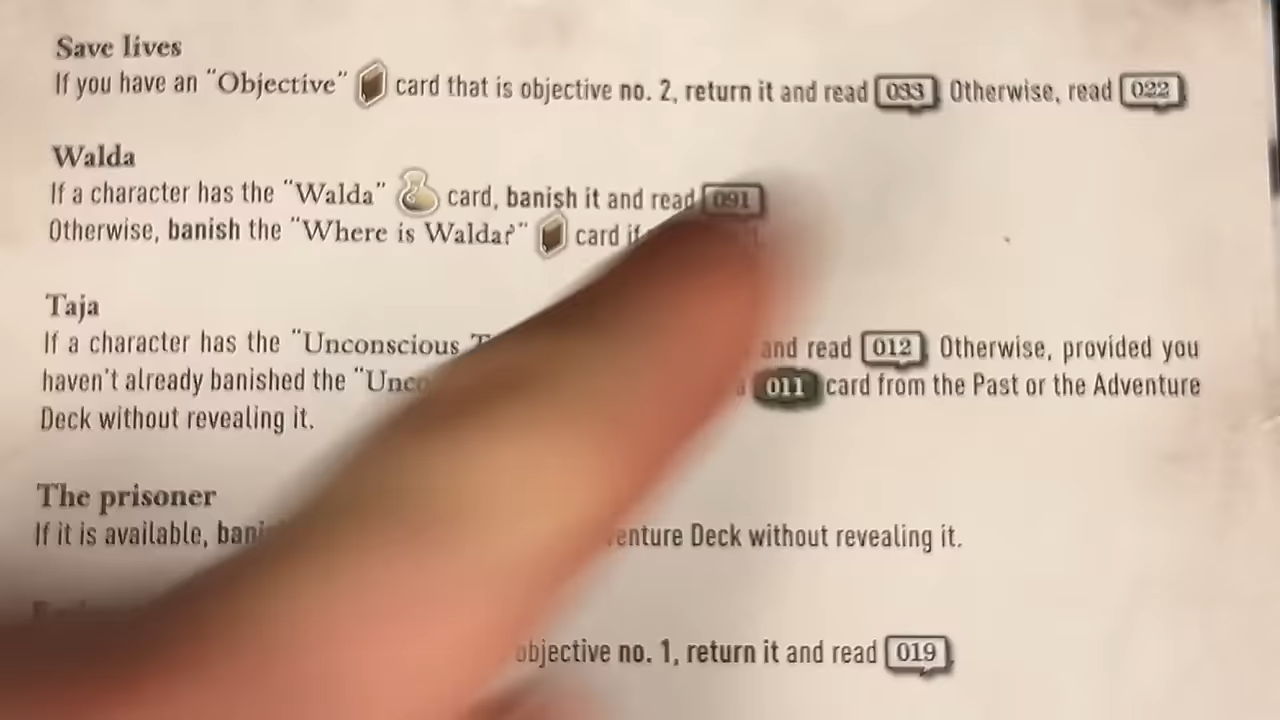 Save lives
If you have an "Objective" card that is objective no. 2, return it and read 033 Otherwise, read 022
Walda
If a character has the "Walda" card, banish it and read 091
Otherwise, banish the "Where is Walda?" card if
Taja
If a character has the "Unconscious and read 012 Otherwise, provided you
haven't already banished the 011 card from the Past or the Adventure
Deck without revealing it.
The prisoner
If it is available, Deck without revealing it.
objective no. 1, return it and read 019